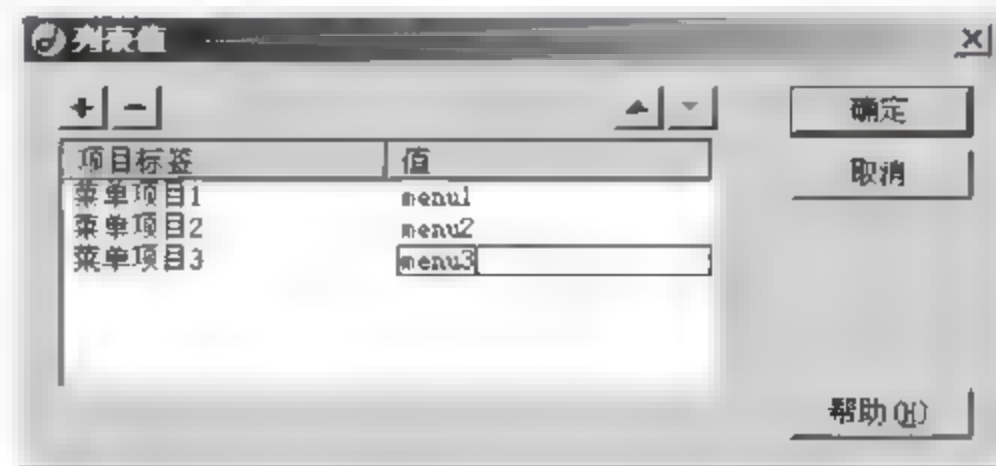 列表值
确定
取消
项目标签 值
菜单项目1 menu1
菜单项目2 menu2
菜单项目3 menu3
帮助(H)